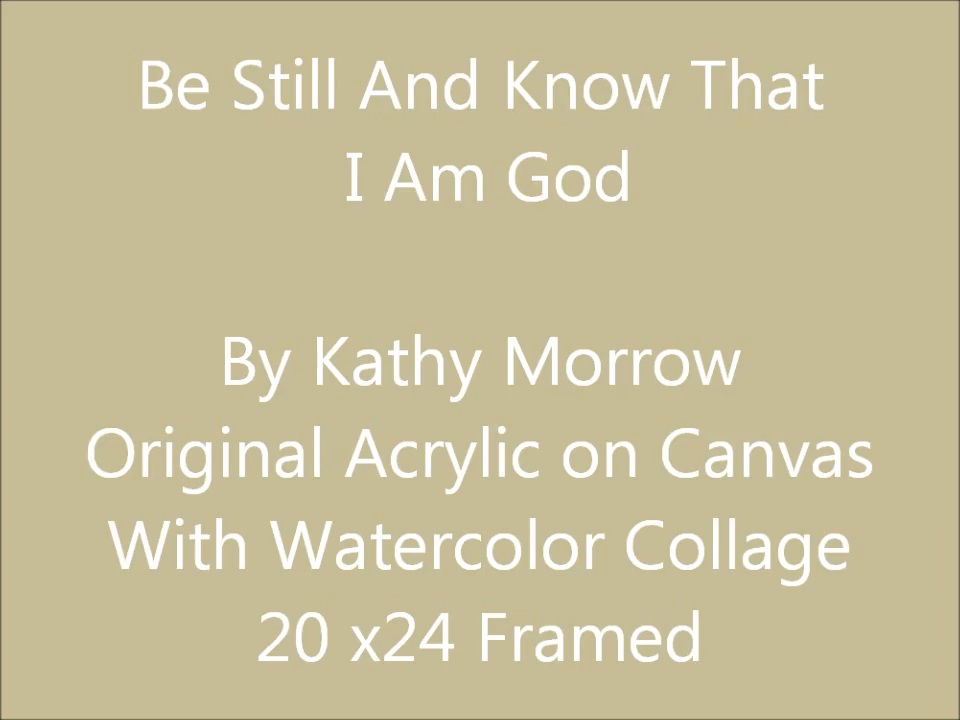 Be Still And Know That
I Am God
By Kathy Morrow
Original Acrylic on Canvas
With Watercolor Collage
20 x24 Framed